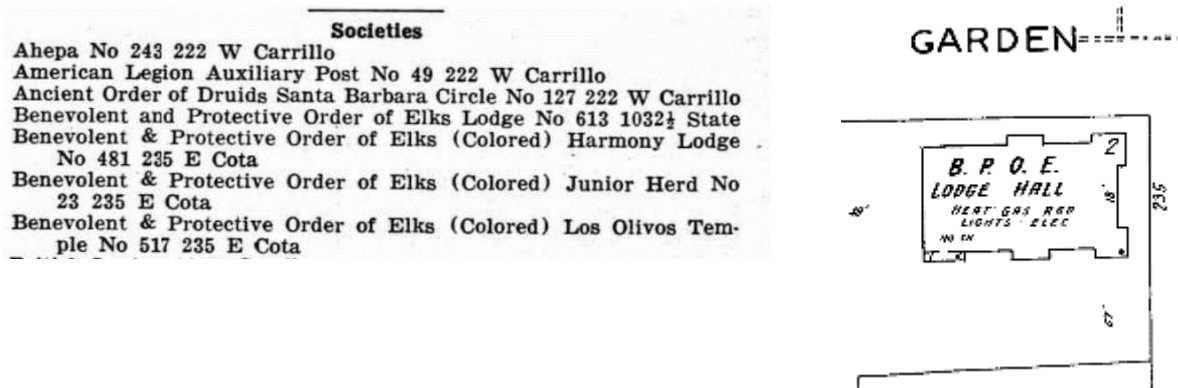 Societies
Ahepa No 243 222 W Carrillo
American Legion Auxiliary Post No 49 222 W Carrillo
Ancient Order of Druids Santa Barbara Circle No 127 222 W Carrillo
Benevolent and Protective Order of Elks Lodge No 613 1032½ State
Benevolent & Protective Order of Elks (Colored) Harmony Lodge
No 481 235 E Cota
Benevolent & Protective Order of Elks (Colored) Junior Herd No
23 235 E Cota
Benevolent & Protective Order of Elks (Colored) Los Olivos Tem-
ple No 517 235 E Cota
GARDEN
2
B. P. O. E.
LODGE HALL
HEAT GAS RAD
LIGHTS - ELEC
18'
235